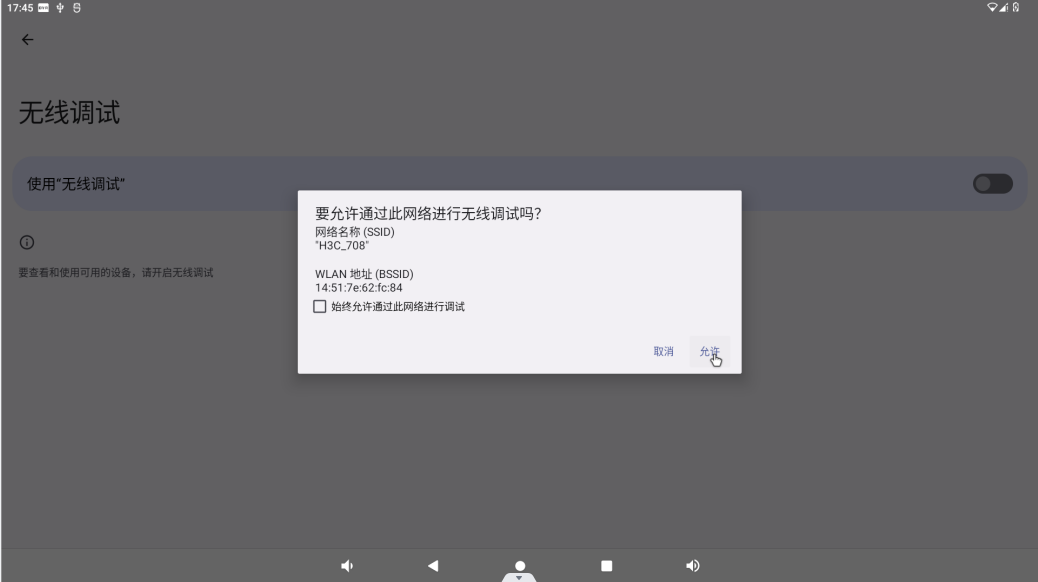 17:45
无线调试
使用“无线调试”
要查看和使用可用的设备，请开启无线调试
要允许通过此网络进行无线调试吗？
网络名称 (SSID)
"H3C_708"
WLAN 地址 (BSSID)
14:51:7e:62:fc:84
始终允许通过此网络进行调试
取消
允许